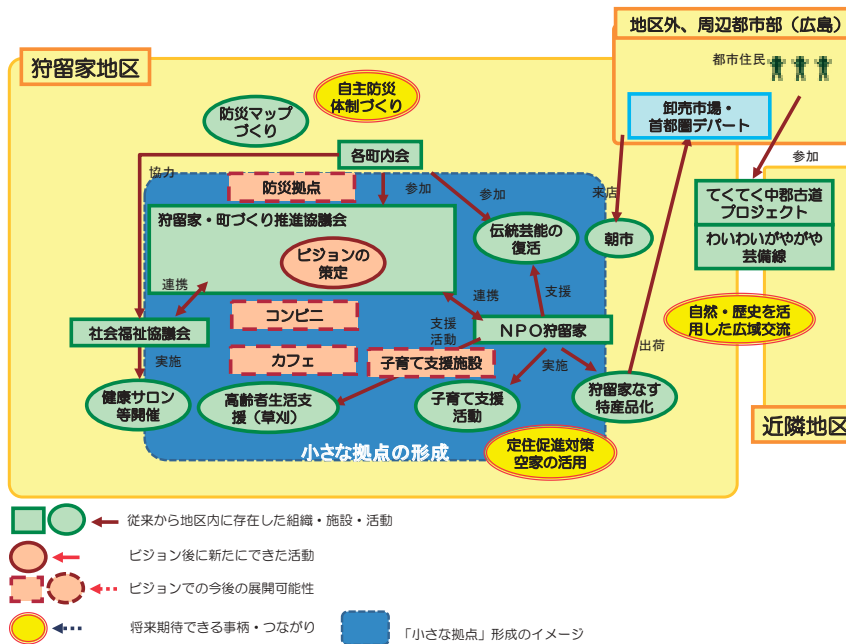 地区外、周辺都市部（広島）
都市住民
卸売市場・
首都圏デパート
狩留家地区
自主防災
体制づくり
防災マップ
づくり
各町内会
協力
防災拠点
参加
参加
来店
参加
てくてく中郡古道
プロジェクト
わいわいがやがや
芸備線
狩留家・町づくり推進協議会
ビジョンの
策定
伝統芸能の
復活
朝市
連携
連携
支援
自然・歴史を活
用した広域交流
社会福祉協議会
コンビニ
支援
活動
ＮＰＯ狩留家
出荷
実施
カフェ
子育て支援施設
実施
健康サロン
等開催
高齢者生活支
援（草刈）
子育て支援
活動
狩留家なす
特産品化
近隣地区
小さな拠点の形成
定住促進対策
空家の活用
従来から地区内に存在した組織・施設・活動
ビジョン後に新たにできた活動
ビジョンでの今後の展開可能性
将来期待できる事柄・つながり
「小さな拠点」形成のイメージ